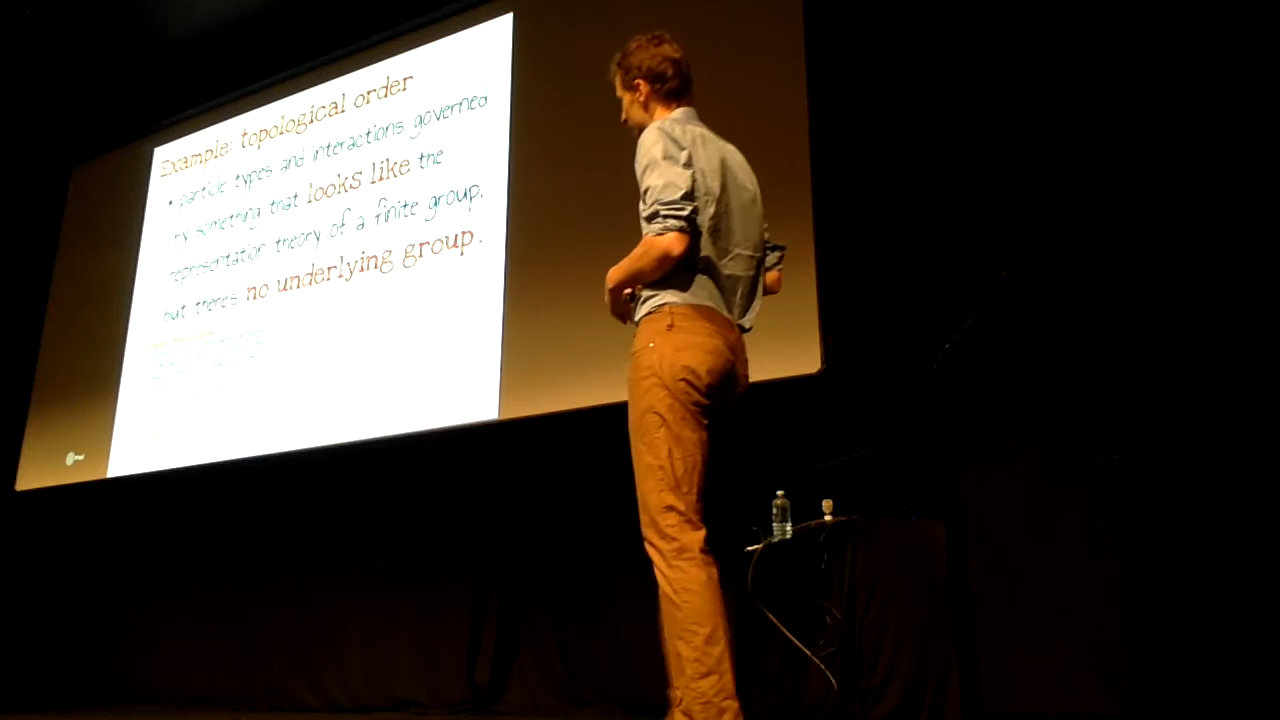 Example: topological order
• particle types and interactions governed
by something that looks like the
representation theory of a finite group,
but there's no underlying group.